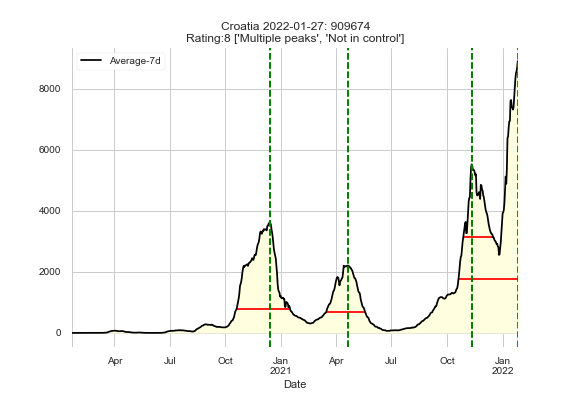 Croatia 2022-01-27: 909674
Rating:8 ['Multiple peaks', 'Not in control']
Average-7d
8000
6000
4000
2000
0
Apr
Jul
Oct
Jan
2021
Apr
Jul
Oct
Jan
2022
Date